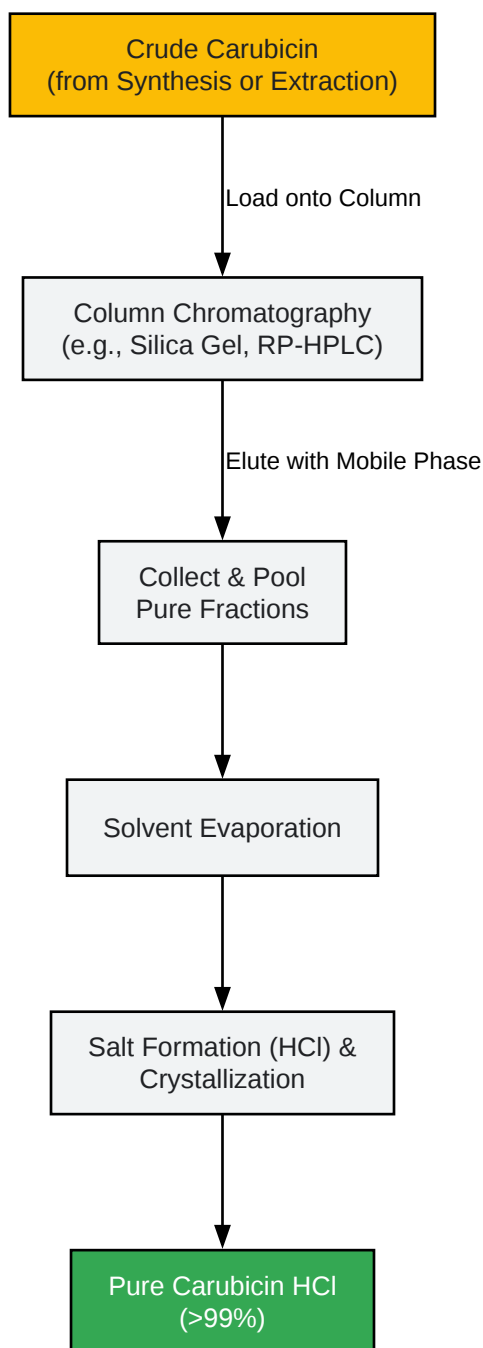 Crude Carubicin
(from Synthesis or Extraction)
Load onto Column
Column Chromatography
(e.g., Silica Gel, RP-HPLC)
Elute with Mobile Phase
Collect & Pool
Pure Fractions
Solvent Evaporation
Salt Formation (HCl) &
Crystallization
Pure Carubicin HCl
(>99%)